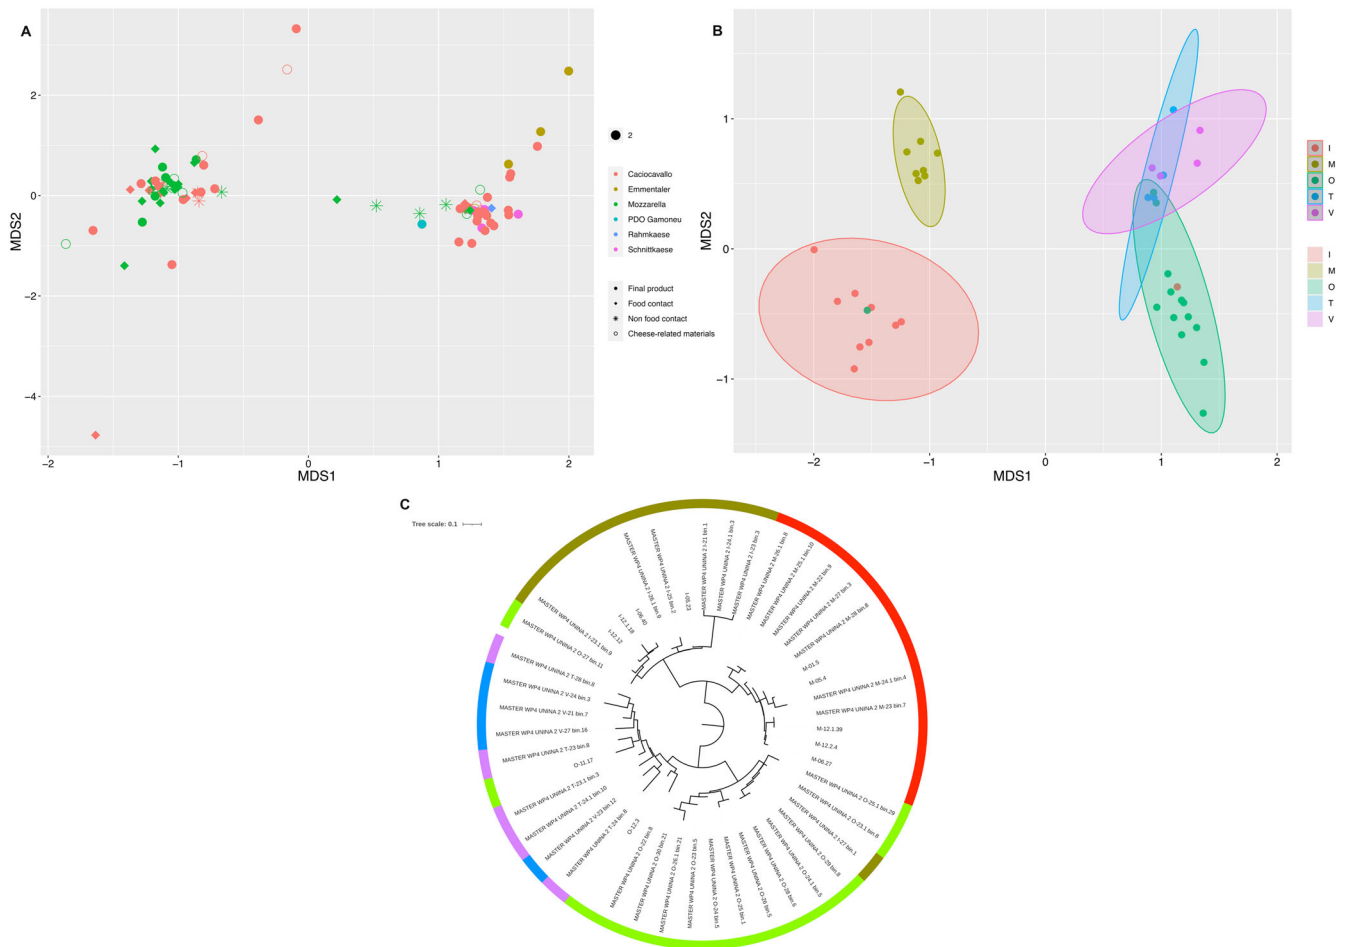 A
2
0
−2
−4
−2
−1
0
1
2
MDS1
MDS2
2
Caciocavallo
Emmentaler
Mozzarella
PDO Gamoneu
Rahmkaese
Schnittkaese
Final product
Food contact
Non food contact
Cheese-related materials
B
1
0
−1
−2
−1
0
1
2
MDS1
MDS2
I
M
O
T
V
I
M
O
T
V
C
Tree scale: 0.1
MASTER WP4 UNINA 2 I-21 bin.1
MASTER WP4 UNINA 2 I-24.1 bin.3
MASTER WP4 UNINA 2 I-23 bin.3
MASTER WP4 UNINA 2 M-26.1 bin.8
MASTER WP4 UNINA 2 M-25.1 bin.10
MASTER WP4 UNINA 2 M-22 bin.9
MASTER WP4 UNINA 2 M-27 bin.3
MASTER WP4 UNINA 2 M-28 bin.8
M-01.5
M-05.4
MASTER WP4 UNINA 2 M-24.1 bin.4
MASTER WP4 UNINA 2 M-23 bin.7
M-12.1.39
M-12.2.4
M-06.27
MASTER WP4 UNINA 2 O-25.1 bin.29
MASTER WP4 UNINA 2 O-23.1 bin.8
MASTER WP4 UNINA 2 I-27 bin.1
MASTER WP4 UNINA 2 O-29 bin.8
MASTER WP4 UNINA 2 O-24.1 bin.5
MASTER WP4 UNINA 2 O-28 bin.6
MASTER WP4 UNINA 2 O-28 bin.5
MASTER WP4 UNINA 2 O-25 bin.1
MASTER WP4 UNINA 2 O-24 bin.5
MASTER WP4 UNINA 2 O-23 bin.5
MASTER WP4 UNINA 2 O-26.1 bin.21
MASTER WP4 UNINA 2 O-30 bin.21
MASTER WP4 UNINA 2 O-22 bin.8
O-12.3
MASTER WP4 UNINA 2 T-24 bin.6
MASTER WP4 UNINA 2 V-23 bin.12
MASTER WP4 UNINA 2 T-24.1 bin.10
MASTER WP4 UNINA 2 T-23.1 bin.3
O-11.17
MASTER WP4 UNINA 2 T-23 bin.8
MASTER WP4 UNINA 2 V-27 bin.16
MASTER WP4 UNINA 2 V-21 bin.7
MASTER WP4 UNINA 2 V-24 bin.3
MASTER WP4 UNINA 2 T-28 bin.8
MASTER WP4 UNINA 2 O-27 bin.11
MASTER WP4 UNINA 2 I-23.1 bin.9
I-12.12
I-12.1.18
I-06.40
MASTER WP4 UNINA 2 I-26.1 bin.9
MASTER WP4 UNINA 2 I-25 bin.2
I-05.23